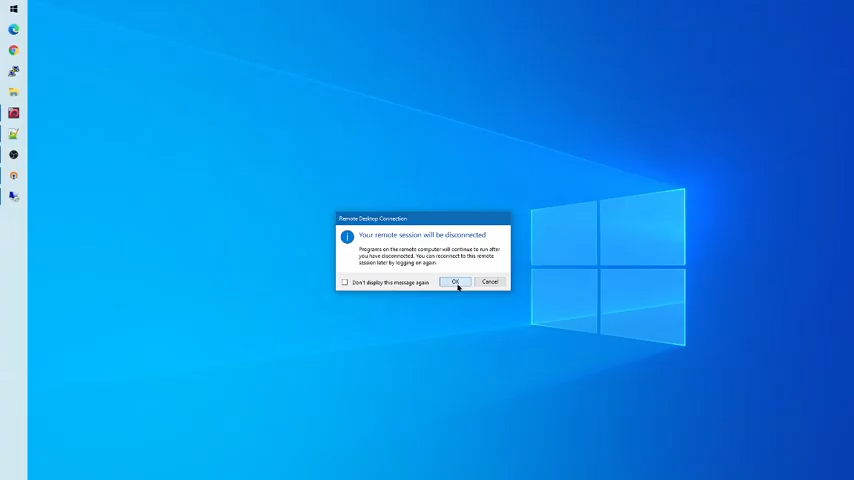 Remote Desktop Connection
Your remote session will be disconnected
Programs on the remote computer will continue to run after
you have disconnected. You can reconnect to this remote
session later by logging on again.
Don't display this message again
OK
Cancel